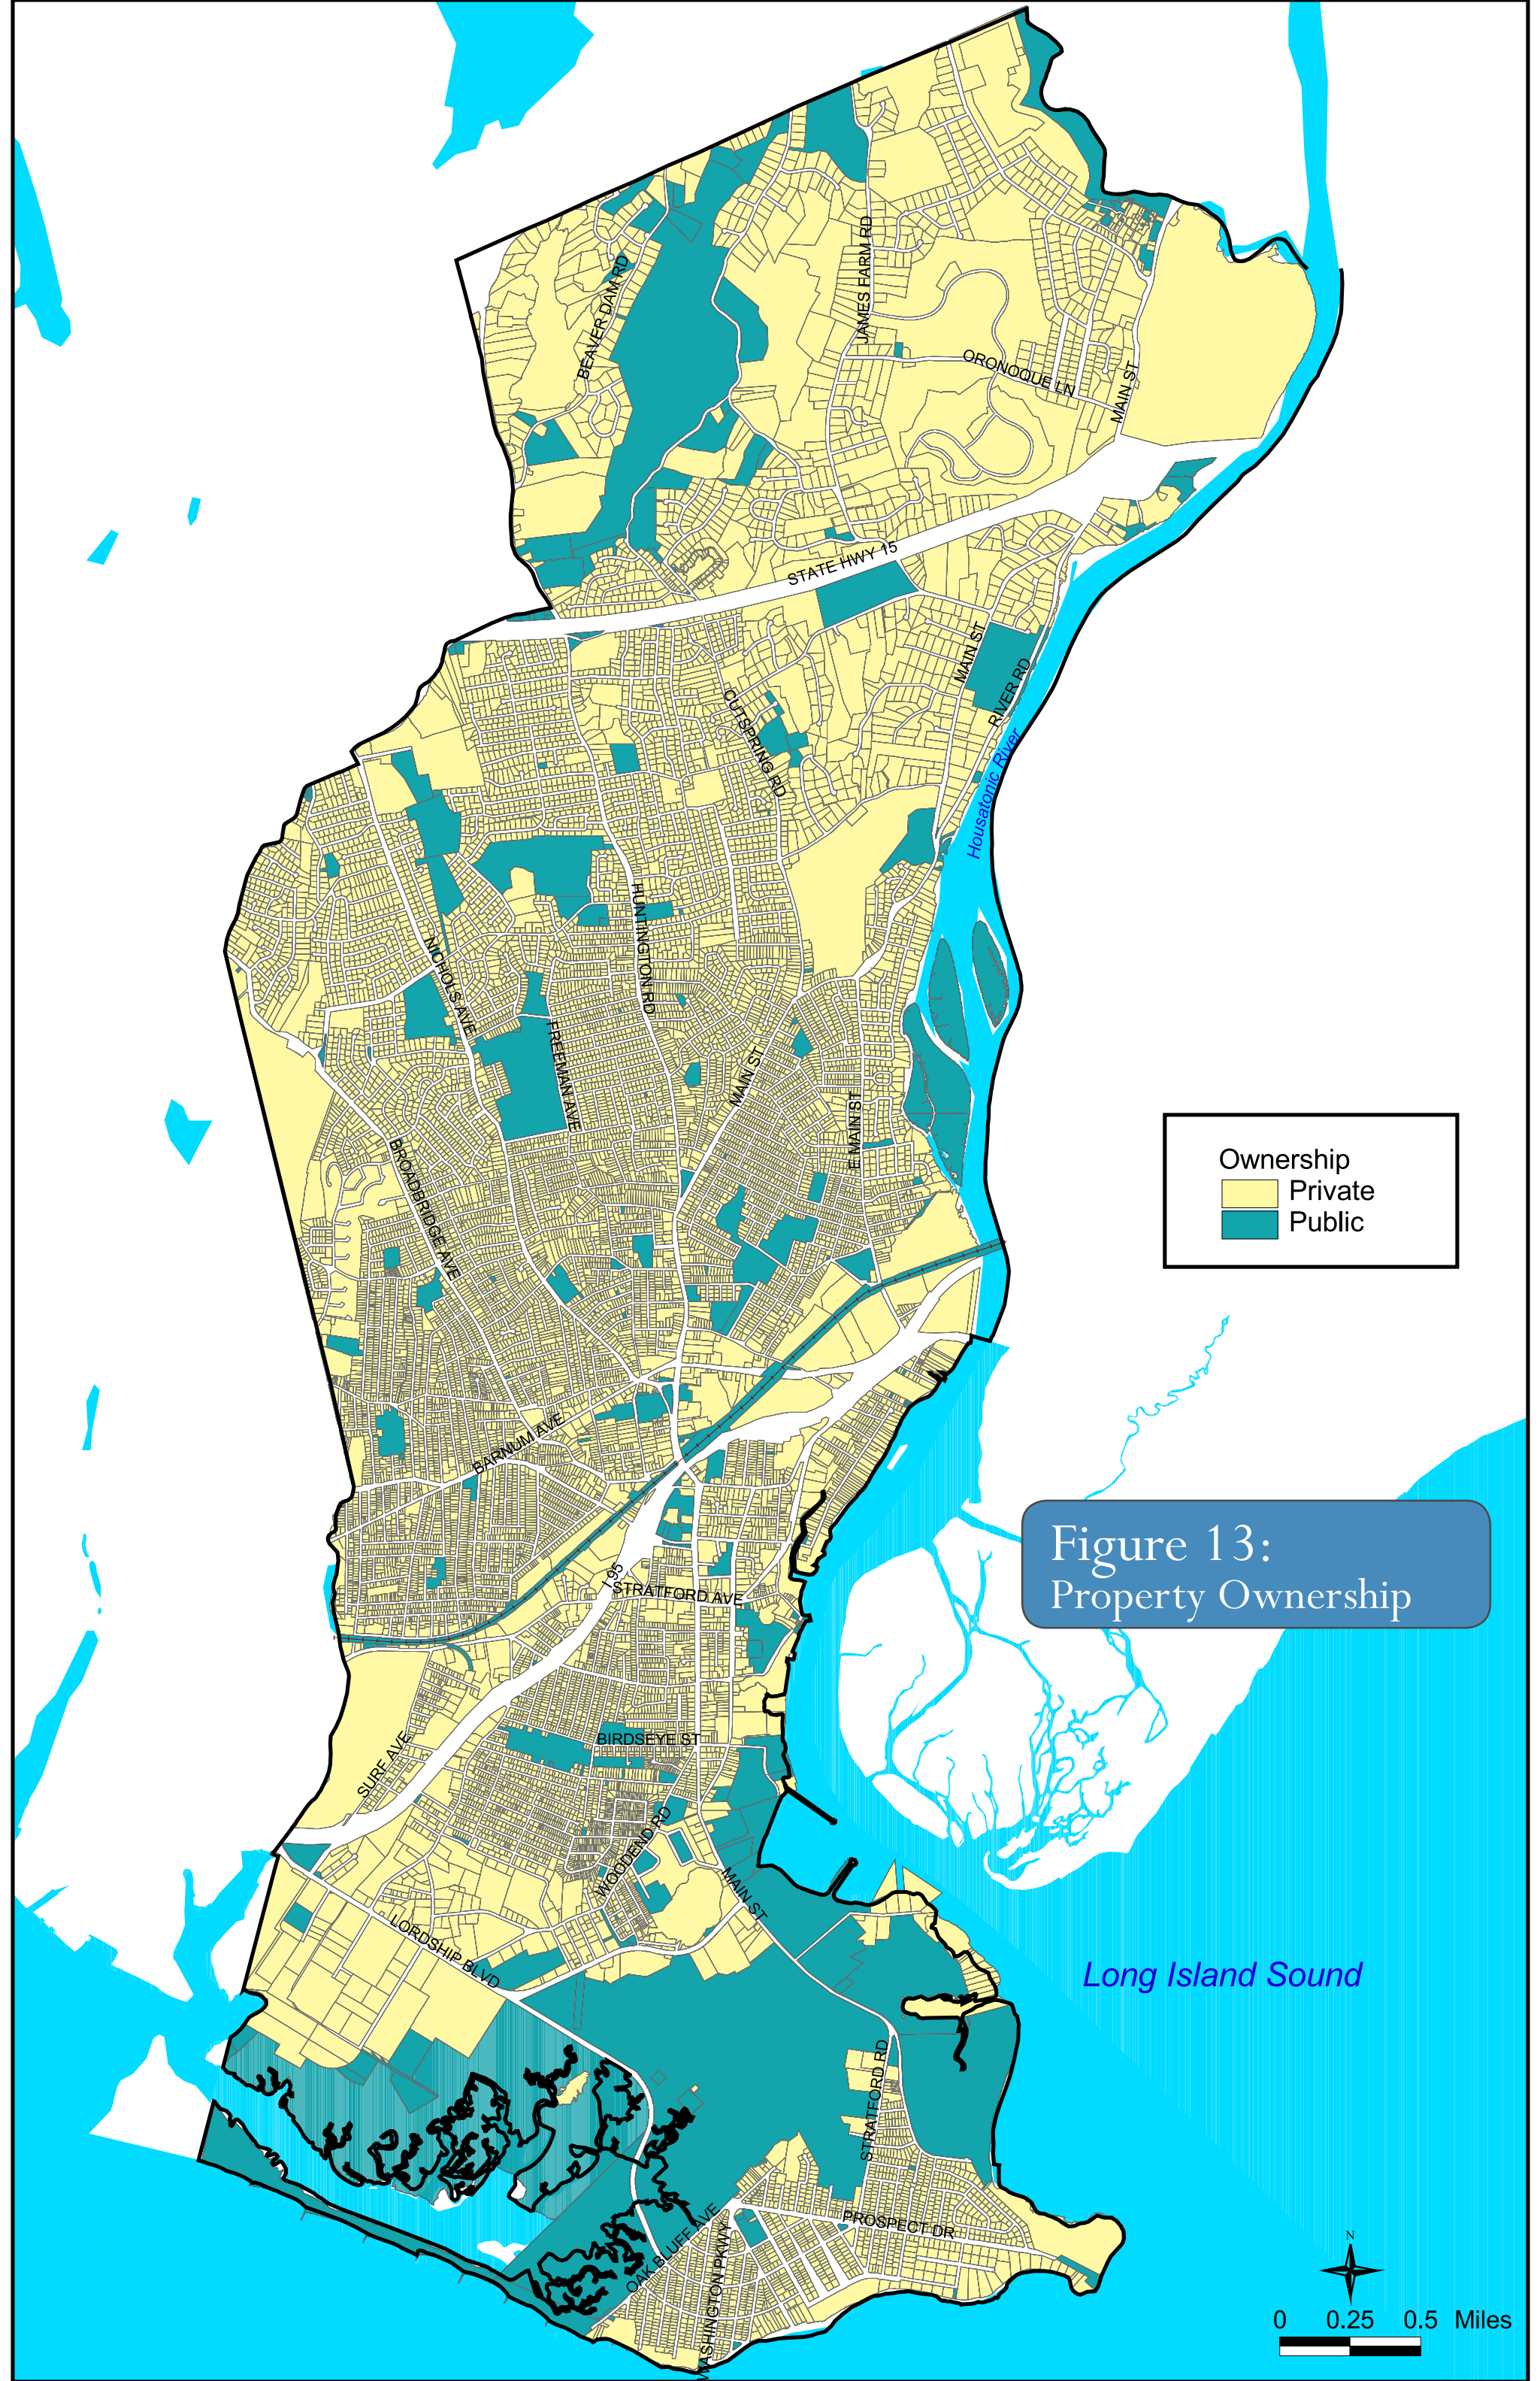 BEAVER DAM RD
JAMES FARM RD
ORONOQUE LN
MAIN ST
STATE HWY 15
MAIN ST
RIVER RD
CUTSPRING RD
Housatonic River
HUNTINGTON RD
NICHOLS AVE
FREEMAN AVE
MAIN ST
E MAIN ST
BROADBRIDGE AVE
Ownership
Private
Public
BARNUM AVE
Figure 13:
Property Ownership
I-95
STRATFORD AVE
BIRDSEYE ST
SURF AVE
WOODEND RD
MAIN ST
LORDSHIP BLVD
Long Island Sound
STRATFORD RD
PROSPECT DR
OAK BLUFF AVE
WASHINGTON PKWY
N
0 0.25 0.5 Miles